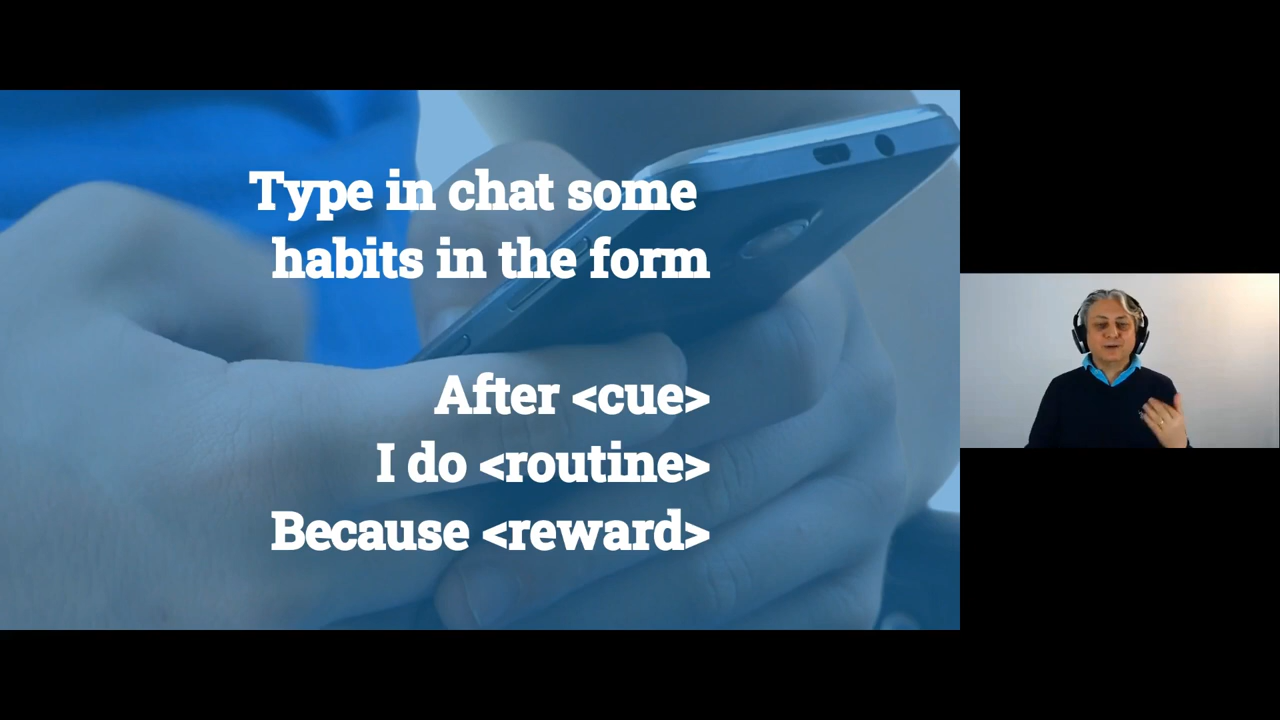 Type in chat some
habits in the form
After <cue>
I do <routine>
Because <reward>